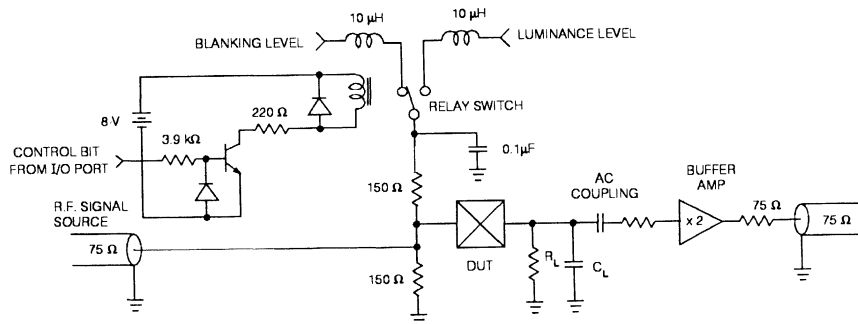 10 μH
10 μH
BLANKING LEVEL
LUMINANCE LEVEL
RELAY SWITCH
8 V
220 Ω
3.9 kΩ
CONTROL BIT
FROM I/O PORT
0.1μF
150 Ω
R.F. SIGNAL
SOURCE
75 Ω
150 Ω
DUT
R_L
C_L
AC
COUPLING
BUFFER
AMP
x 2
75 Ω
75 Ω